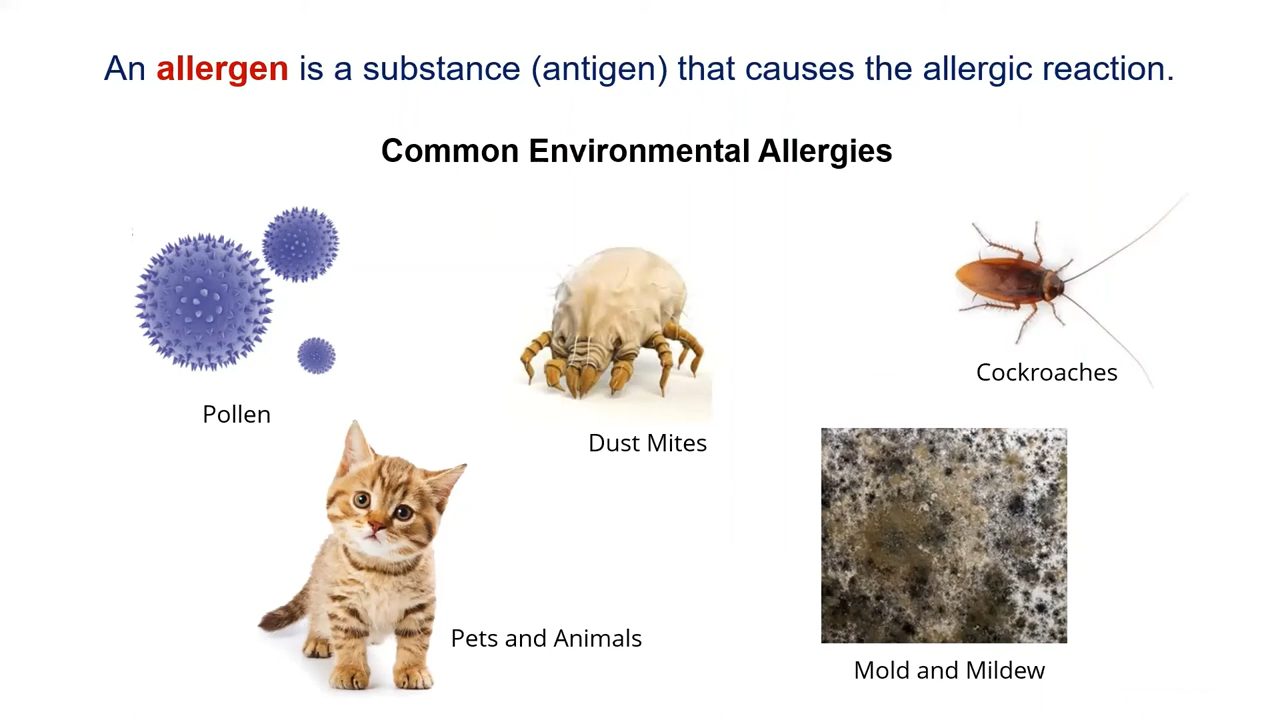 An allergen is a substance (antigen) that causes the allergic reaction.
Common Environmental Allergies
Pollen
Dust Mites
Cockroaches
Pets and Animals
Mold and Mildew